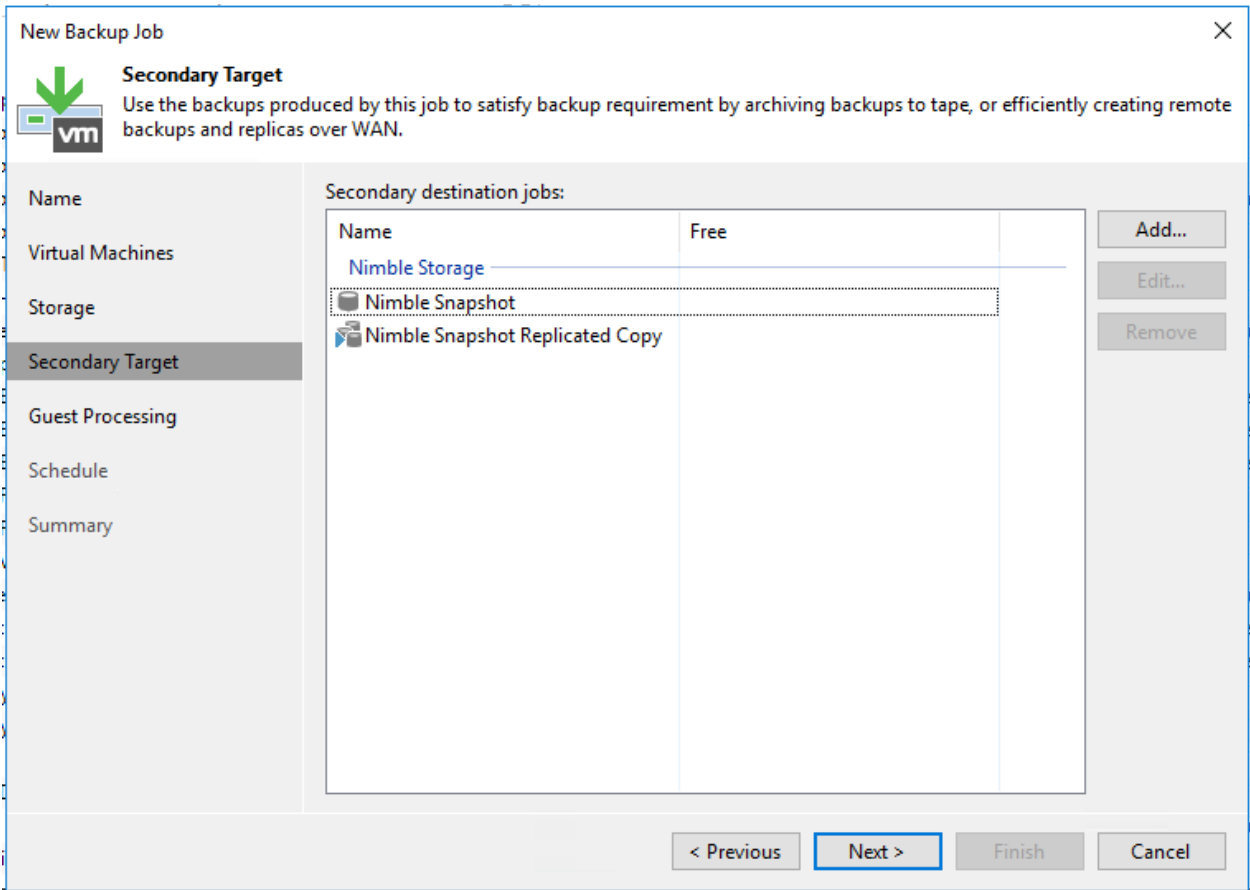 New Backup Job
Secondary Target
Use the backups produced by this job to satisfy backup requirement by archiving backups to tape, or efficiently creating remote
backups and replicas over WAN.
vm
Name
Virtual Machines
Storage
Secondary Target
Guest Processing
Schedule
Summary
Secondary destination jobs:
Name Free
Nimble Storage
Nimble Snapshot
Nimble Snapshot Replicated Copy
Add...
Edit...
Remove
< Previous Next > Finish Cancel